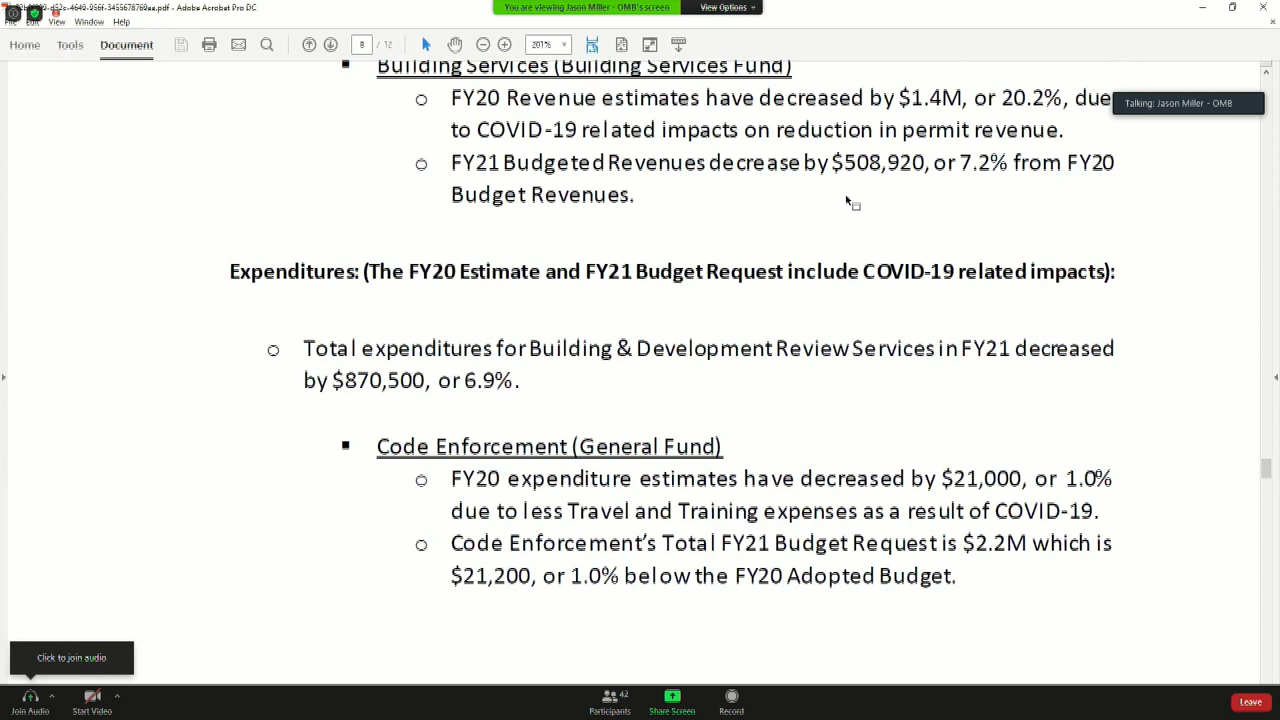 You are viewing Jason Miller - OMB's screen
View Options
File Edit View Window Help
Home Tools Document
8 / 12
201%
Building Services (Building Services Fund)
FY20 Revenue estimates have decreased by $1.4M, or 20.2%, due
Talking: Jason Miller - OMB
to COVID-19 related impacts on reduction in permit revenue.
FY21 Budgeted Revenues decrease by $508,920, or 7.2% from FY20
Budget Revenues.
Expenditures: (The FY20 Estimate and FY21 Budget Request include COVID-19 related impacts):
Total expenditures for Building & Development Review Services in FY21 decreased
by $870,500, or 6.9%.
Code Enforcement (General Fund)
FY20 expenditure estimates have decreased by $21,000, or 1.0%
due to less Travel and Training expenses as a result of COVID-19.
Code Enforcement's Total FY21 Budget Request is $2.2M which is
$21,200, or 1.0% below the FY20 Adopted Budget.
Click to join audio
42
Join Audio Start Video Participants Share Screen Record Leave